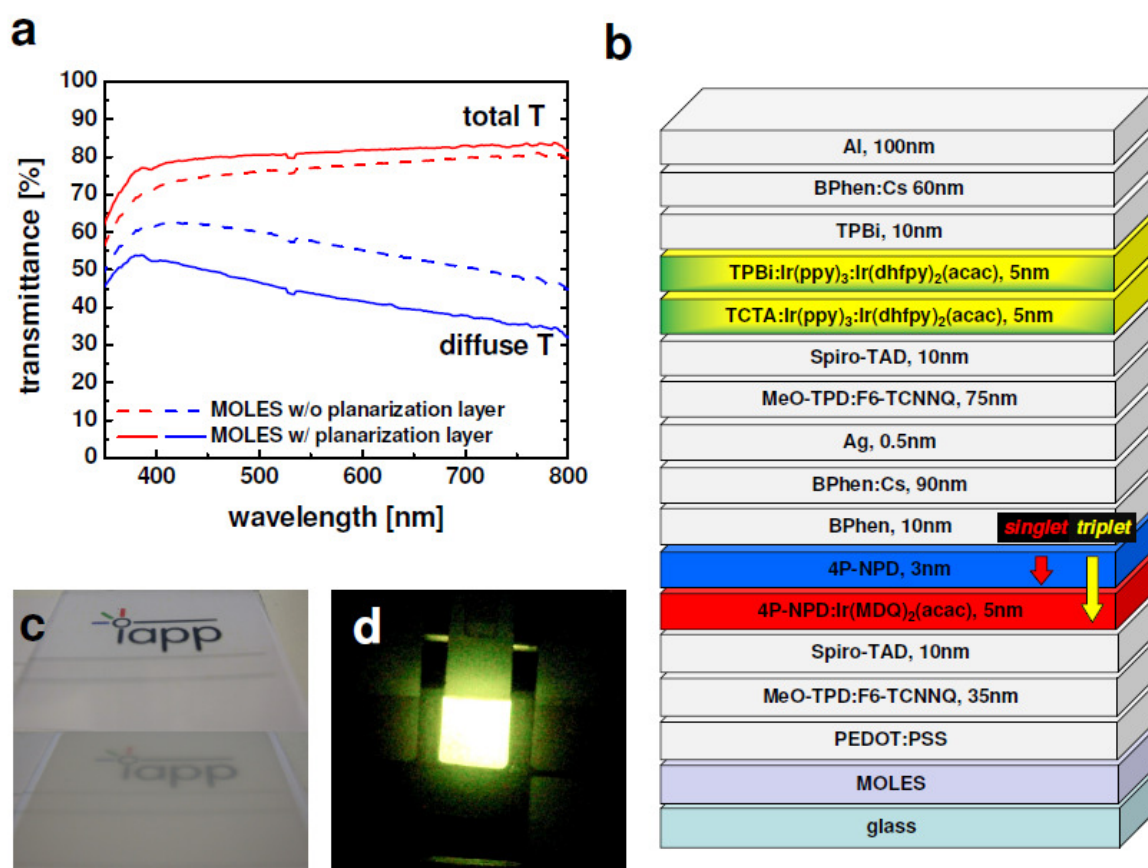 a
100
90
80
70
60
50
40
30
20
10
0
transmittance [%]
total T
diffuse T
MOLES w/o planarization layer
MOLES w/ planarization layer
400 500 600 700 800
wavelength [nm]
b
Al, 100nm
BPhen:Cs 60nm
TPBi, 10nm
TPBi:Ir(ppy)₃:Ir(dhfpy)₂(acac), 5nm
TCTA:Ir(ppy)₃:Ir(dhfpy)₂(acac), 5nm
Spiro-TAD, 10nm
MeO-TPD:F6-TCNNQ, 75nm
Ag, 0.5nm
BPhen:Cs, 90nm
BPhen, 10nm
singlet triplet
4P-NPD, 3nm
4P-NPD:Ir(MDQ)₂(acac), 5nm
Spiro-TAD, 10nm
MeO-TPD:F6-TCNNQ, 35nm
PEDOT:PSS
MOLES
glass
c
iapp
iapp
d